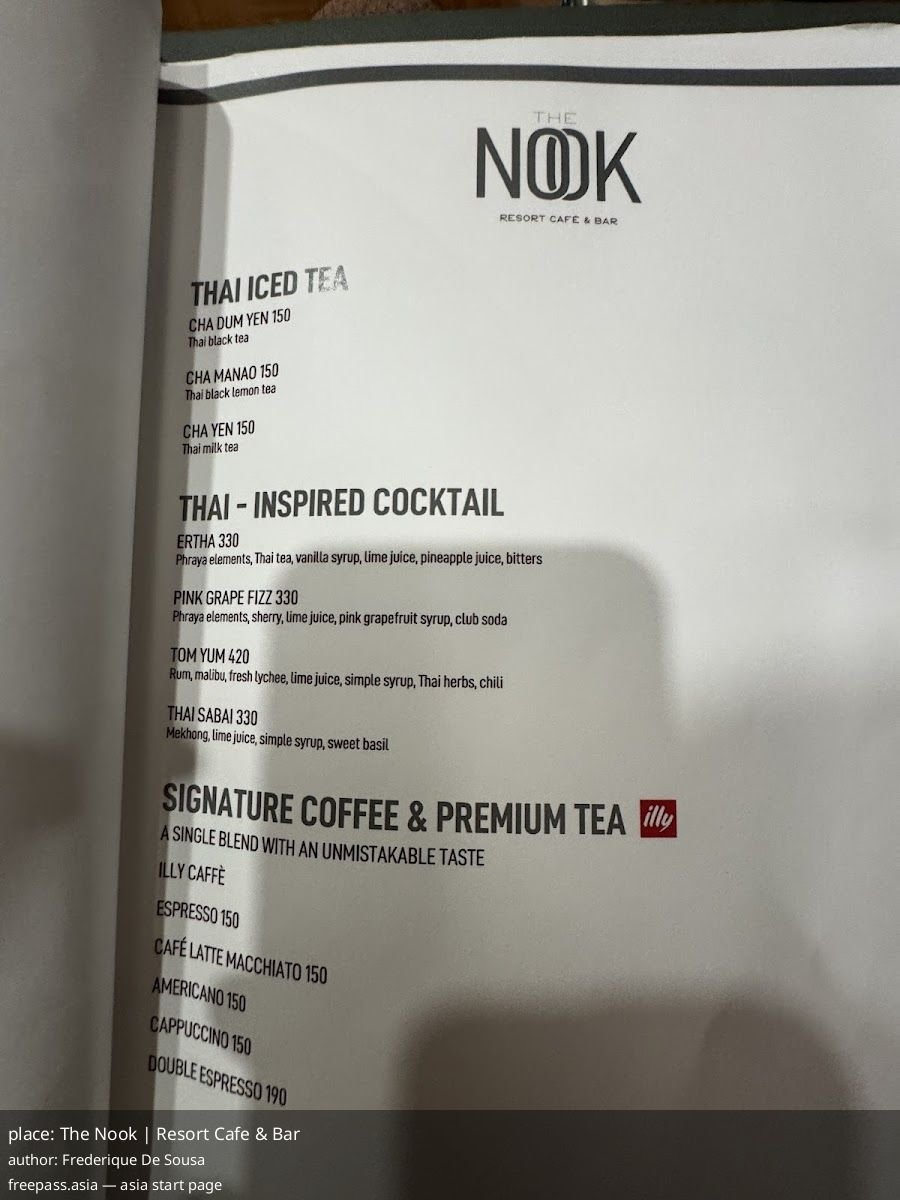 THE
NOOK
RESORT CAFÉ & BAR
THAI ICED TEA
CHA DUM YEN 150
Thai black tea
CHA MANAO 150
Thai black lemon tea
CHA YEN 150
Thai milk tea
THAI - INSPIRED COCKTAIL
ERTHA 330
Phraya elements, Thai tea, vanilla syrup, lime juice, pineapple juice, bitters
PINK GRAPE FIZZ 330
Phraya elements, sherry, lime juice, pink grapefruit syrup, club soda
TOM YUM 420
Rum, malibu, fresh lychee, lime juice, simple syrup, Thai herbs, chili
THAI SABAI 330
Mekhong, lime juice, simple syrup, sweet basil
SIGNATURE COFFEE & PREMIUM TEA illy
A SINGLE BLEND WITH AN UNMISTAKABLE TASTE
ILLY CAFFÈ
ESPRESSO 150
CAFÉ LATTE MACCHIATO 150
AMERICANO 150
CAPPUCCINO 150
DOUBLE ESPRESSO 190
place: The Nook | Resort Cafe & Bar
author: Frederique De Sousa
freepass.asia — asia start page